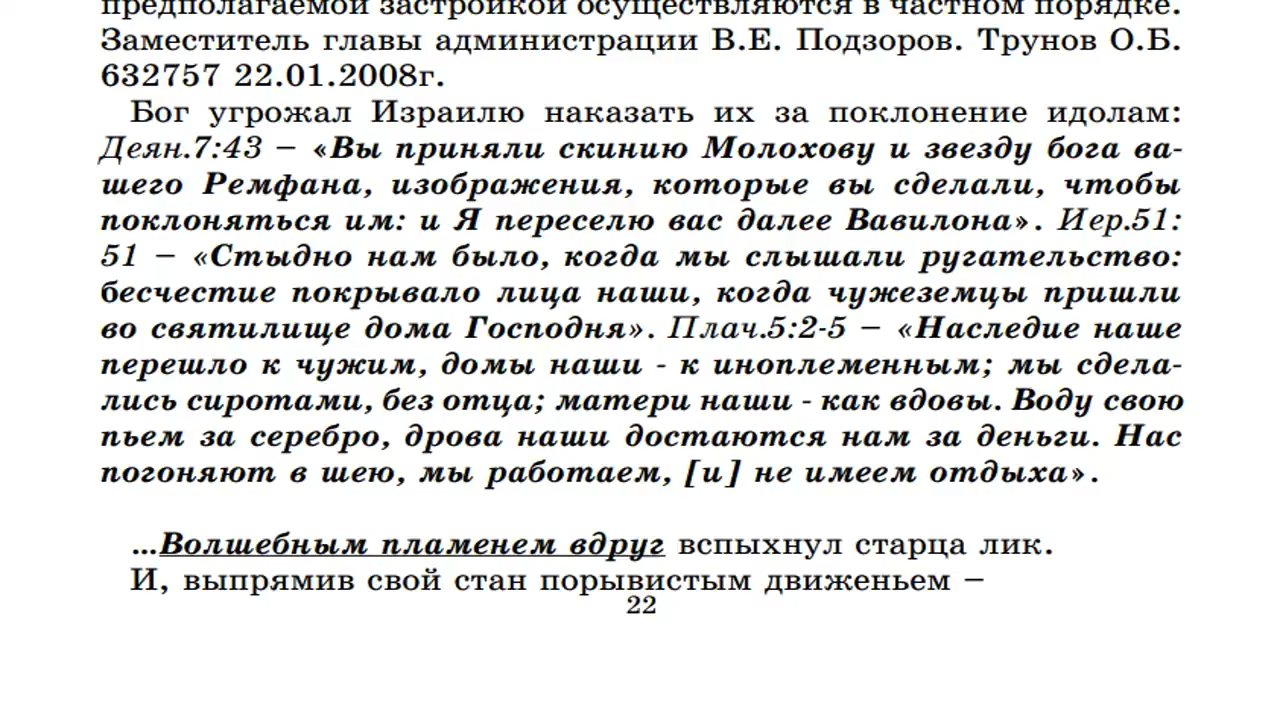 предполагаемой застройкой осуществляются в частном порядке.
Заместитель главы администрации В.Е. Подзоров. Трунов О.Б.
632757 22.01.2008г.
Бог угрожал Израилю наказать их за поклонение идолам:
Деян.7:43 – «Вы приняли скинию Молохову и звезду бога ва-
шего Ремфана, изображения, которые вы сделали, чтобы
поклоняться им: и Я переселю вас далее Вавилона». Иер.51:
51 – «Стыдно нам было, когда мы слышали ругательство:
бесчестие покрывало лица наши, когда чужеземцы пришли
во святилище дома Господня». Плач.5:2-5 – «Наследие наше
перешло к чужим, домы наши - к иноплеменным; мы сдела-
лись сиротами, без отца; матери наши - как вдовы. Воду свою
пьем за серебро, дрова наши достаются нам за деньги. Нас
погоняют в шею, мы работаем, [и] не имеем отдыха».
...Волшебным пламенем вдруг вспыхнул старца лик.
И, выпрямив свой стан порывистым движеньем –
22